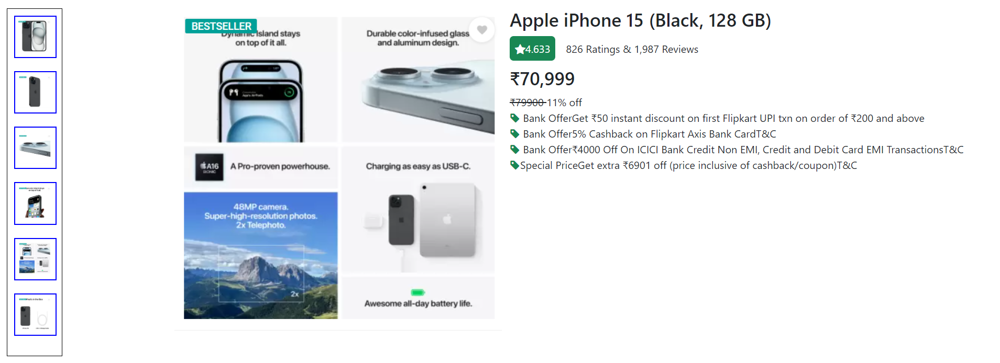 BESTSELLER
Dynamic Island stays
on top of it all.
Durable color-infused glass
and aluminum design.
A16
BIONIC
A Pro-proven powerhouse.
Charging as easy as USB-C.
48MP camera.
Super-high-resolution photos.
2x Telephoto.
2x
Awesome all-day battery life.
Apple iPhone 15 (Black, 128 GB)
4.633
826 Ratings & 1,987 Reviews
₹70,999
₹79900 11% off
Bank OfferGet ₹50 instant discount on first Flipkart UPI txn on order of ₹200 and above
Bank Offer5% Cashback on Flipkart Axis Bank CardT&C
Bank Offer₹4000 Off On ICICI Bank Credit Non EMI, Credit and Debit Card EMI TransactionsT&C
Special PriceGet extra ₹6901 off (price inclusive of cashback/coupon)T&C